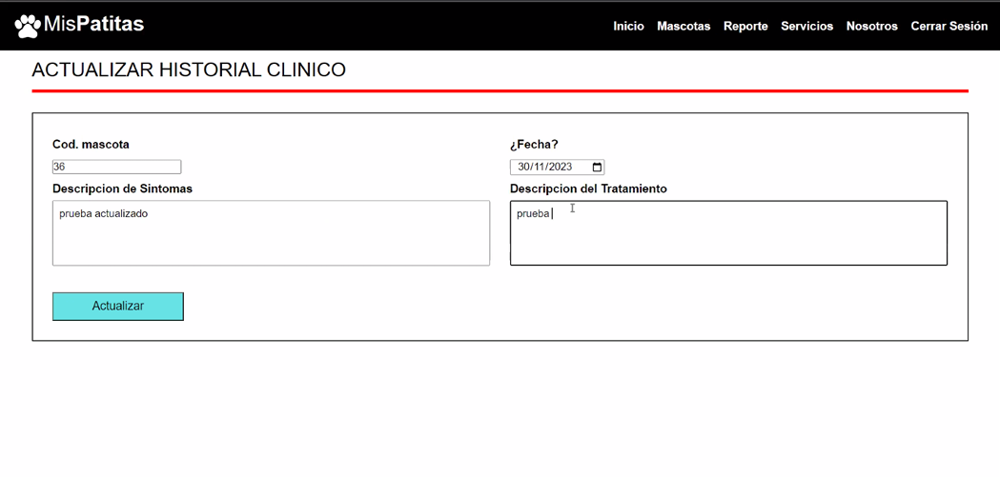 MisPatitas
Inicio Mascotas Reporte Servicios Nosotros Cerrar Sesión
ACTUALIZAR HISTORIAL CLINICO
Cod. mascota
36
¿Fecha?
30/11/2023
Descripcion de Sintomas
prueba actualizado
Descripcion del Tratamiento
prueba
Actualizar